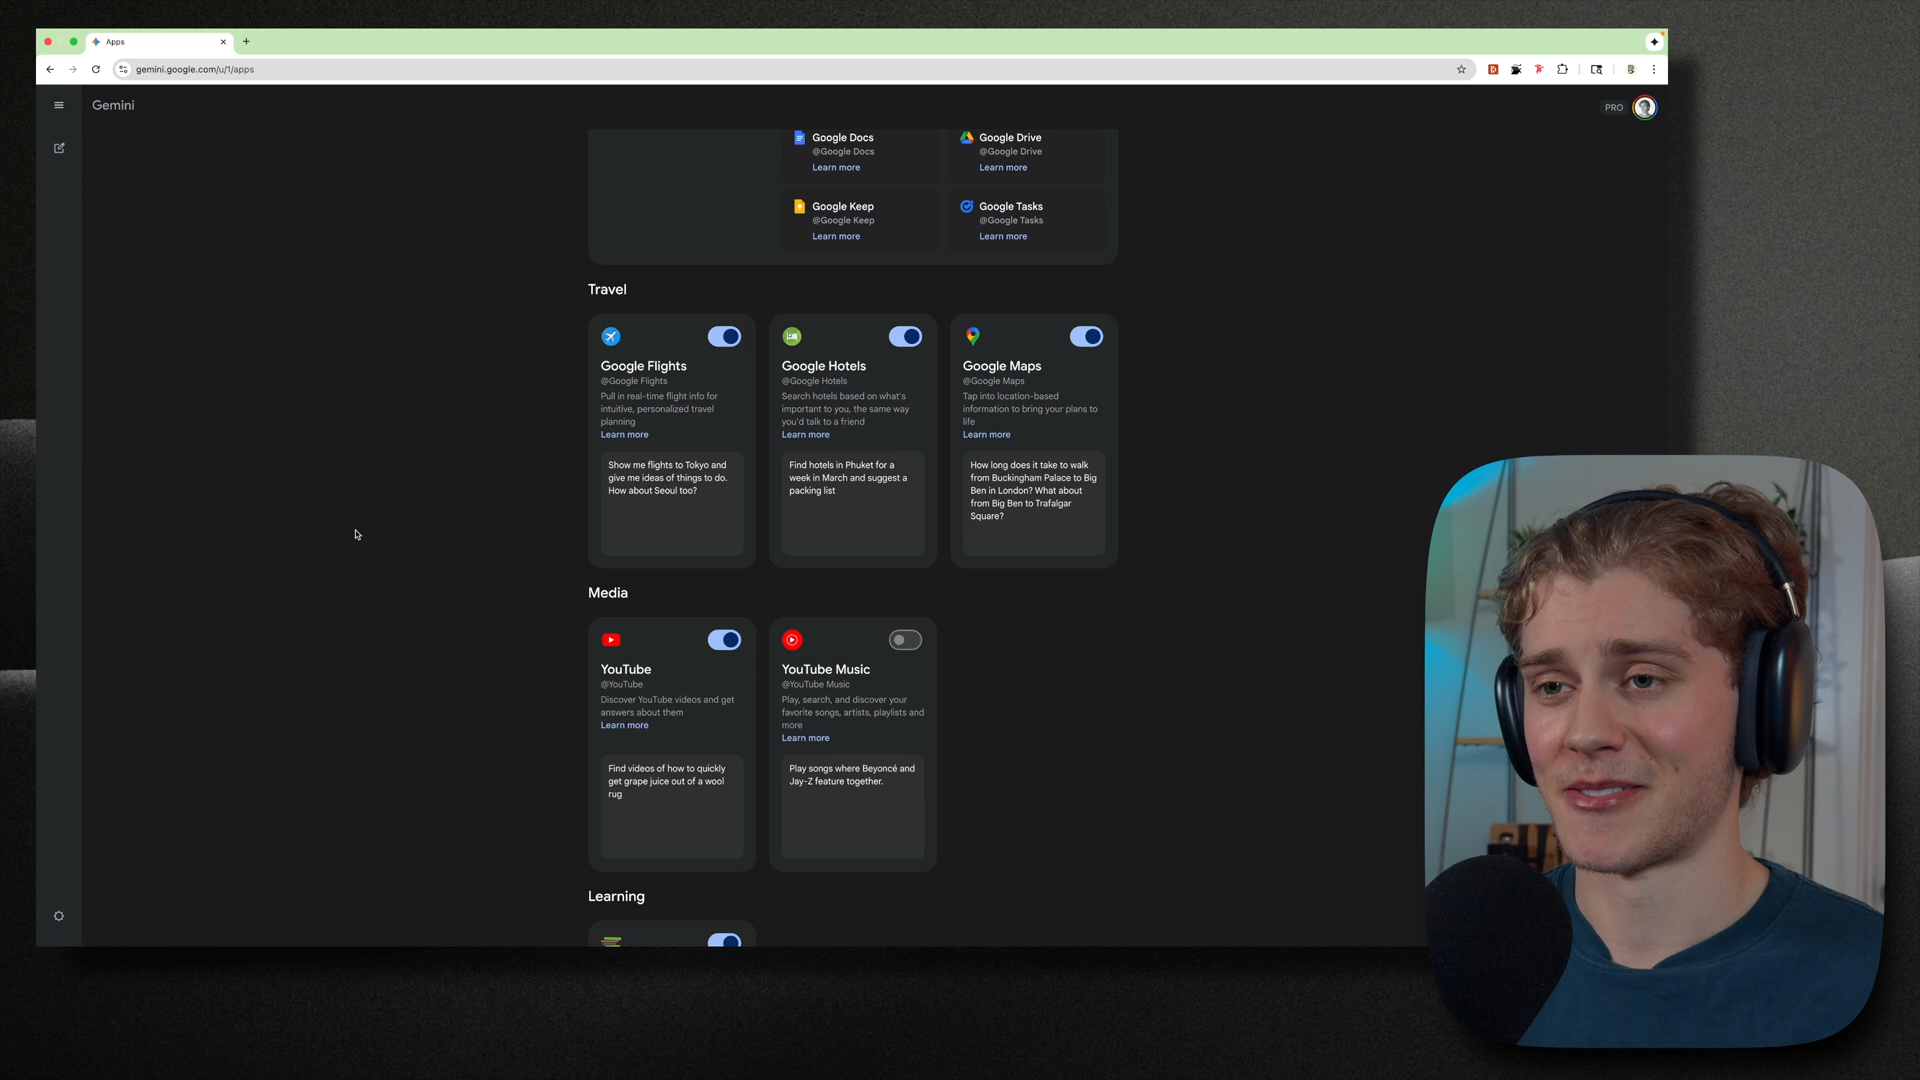 Apps
gemini.google.com/u/1/apps
Gemini
PRO
Google Docs
@Google Docs
Learn more
Google Drive
@Google Drive
Learn more
Google Keep
@Google Keep
Learn more
Google Tasks
@Google Tasks
Learn more
Travel
Google Flights
@Google Flights
Pull in real-time flight info for
intuitive, personalized travel
planning
Learn more
Show me flights to Tokyo and
give me ideas of things to do.
How about Seoul too?
Google Hotels
@Google Hotels
Search hotels based on what's
important to you, the same way
you'd talk to a friend
Learn more
Find hotels in Phuket for a
week in March and suggest a
packing list
Google Maps
@Google Maps
Tap into location-based
information to bring your plans to
life
Learn more
How long does it take to walk
from Buckingham Palace to Big
Ben in London? What about
from Big Ben to Trafalgar
Square?
Media
YouTube
@YouTube
Discover YouTube videos and get
answers about them
Learn more
Find videos of how to quickly
get grape juice out of a wool
rug
YouTube Music
@YouTube Music
Play, search, and discover your
favorite songs, artists, playlists and
more
Learn more
Play songs where Beyoncé and
Jay-Z feature together.
Learning